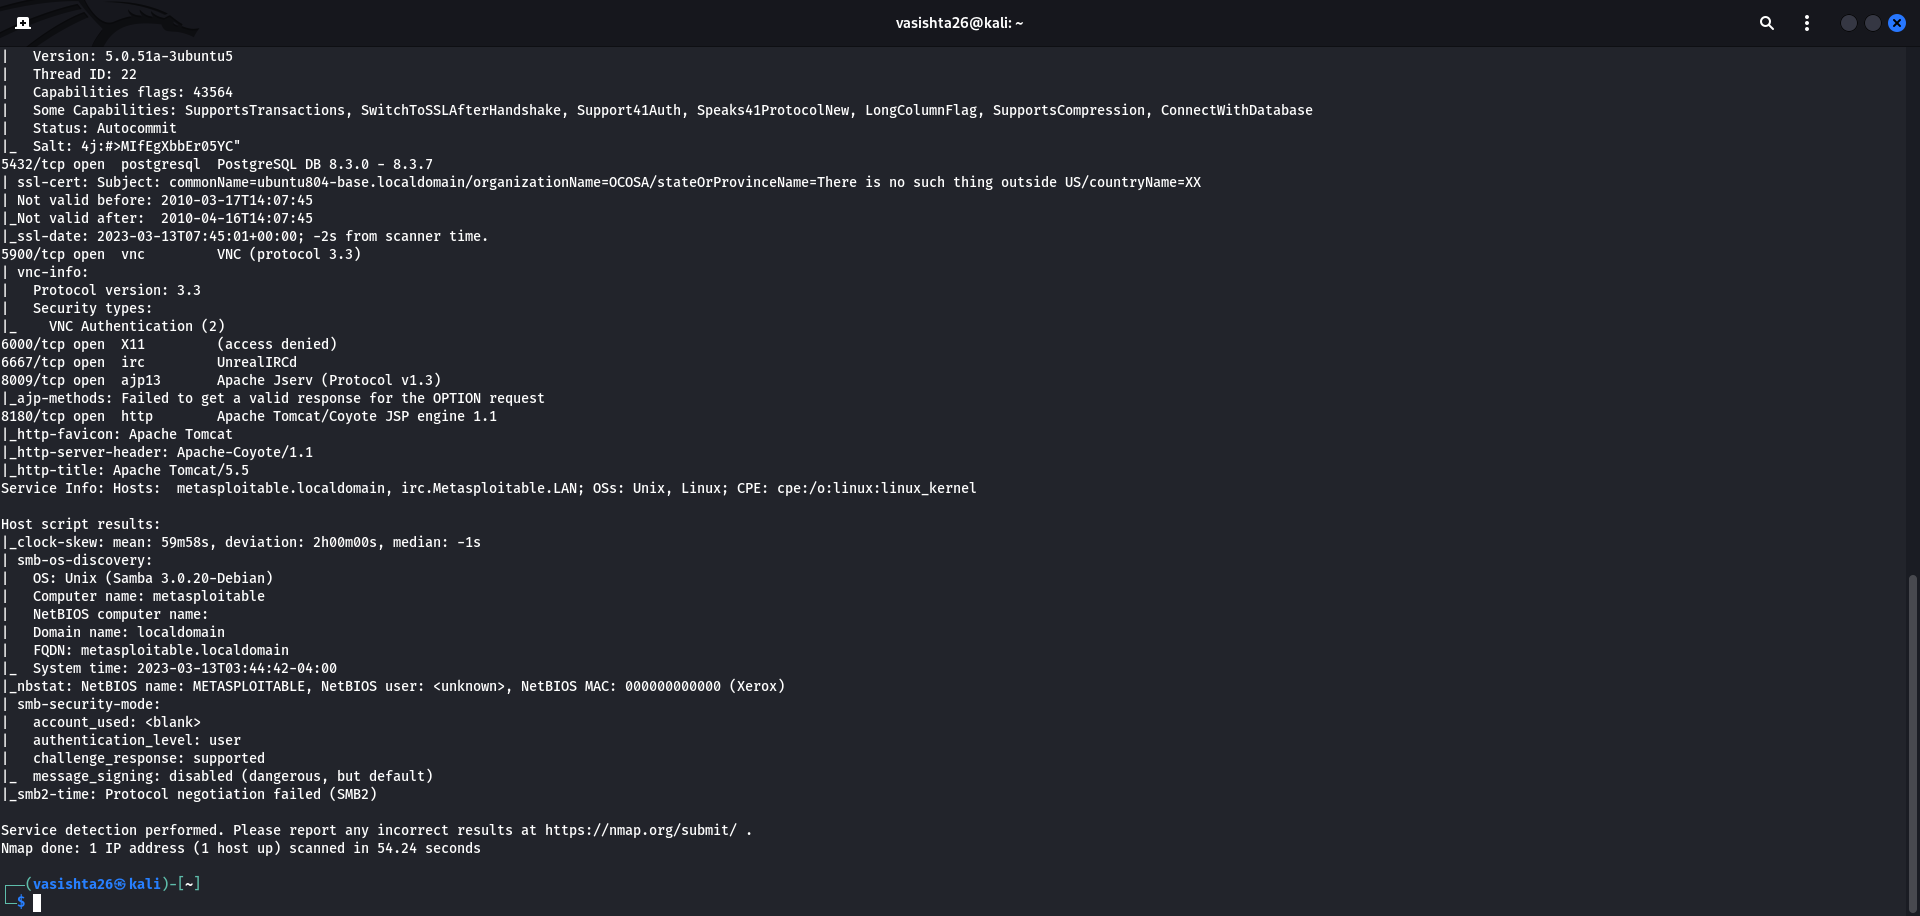 vasishta26@kali: ~
|   Version: 5.0.51a-3ubuntu5
|   Thread ID: 22
|   Capabilities flags: 43564
|   Some Capabilities: SupportsTransactions, SwitchToSSLAfterHandshake, Support41Auth, Speaks41ProtocolNew, LongColumnFlag, SupportsCompression, ConnectWithDatabase
|   Status: Autocommit
|_  Salt: 4j:#>MIfEgXbbEr05YC"
5432/tcp open  postgresql  PostgreSQL DB 8.3.0 - 8.3.7
| ssl-cert: Subject: commonName=ubuntu804-base.localdomain/organizationName=OCOSA/stateOrProvinceName=There is no such thing outside US/countryName=XX
| Not valid before: 2010-03-17T14:07:45
|_Not valid after:  2010-04-16T14:07:45
|_ssl-date: 2023-03-13T07:45:01+00:00; -2s from scanner time.
5900/tcp open  vnc         VNC (protocol 3.3)
| vnc-info:
|   Protocol version: 3.3
|   Security types:
|_    VNC Authentication (2)
6000/tcp open  X11         (access denied)
6667/tcp open  irc         UnrealIRCd
8009/tcp open  ajp13       Apache Jserv (Protocol v1.3)
|_ajp-methods: Failed to get a valid response for the OPTION request
8180/tcp open  http        Apache Tomcat/Coyote JSP engine 1.1
|_http-favicon: Apache Tomcat
|_http-server-header: Apache-Coyote/1.1
|_http-title: Apache Tomcat/5.5
Service Info: Hosts:  metasploitable.localdomain, irc.Metasploitable.LAN; OSs: Unix, Linux; CPE: cpe:/o:linux:linux_kernel

Host script results:
|_clock-skew: mean: 59m58s, deviation: 2h00m00s, median: -1s
| smb-os-discovery:
|   OS: Unix (Samba 3.0.20-Debian)
|   Computer name: metasploitable
|   NetBIOS computer name:
|   Domain name: localdomain
|   FQDN: metasploitable.localdomain
|_  System time: 2023-03-13T03:44:42-04:00
|_nbstat: NetBIOS name: METASPLOITABLE, NetBIOS user: <unknown>, NetBIOS MAC: 000000000000 (Xerox)
| smb-security-mode:
|   account_used: <blank>
|   authentication_level: user
|   challenge_response: supported
|_  message_signing: disabled (dangerous, but default)
|_smb2-time: Protocol negotiation failed (SMB2)

Service detection performed. Please report any incorrect results at https://nmap.org/submit/ .
Nmap done: 1 IP address (1 host up) scanned in 54.24 seconds

┌──(vasishta26㉿kali)-[~]
└─$